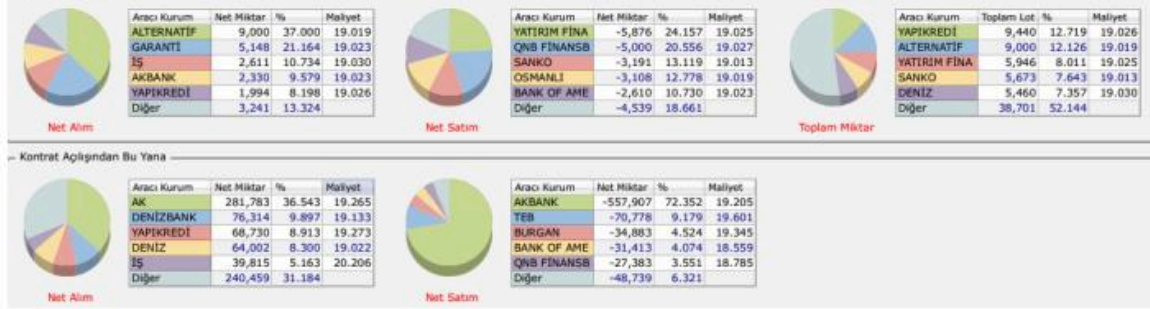 Aracı Kurum Net Miktar % Maliyet
ALTERNATİF 9,000 37.000 19.019
GARANTİ 5,148 21.164 19.023
İŞ 2,611 10.734 19.030
AKBANK 2,330 9.579 19.023
YAPIKREDİ 1,994 8.198 19.026
Diğer 3,241 13.324
Net Alım
Aracı Kurum Net Miktar % Maliyet
YATIRIM FİNA -5,876 24.157 19.025
QNB FİNANSB -5,000 20.556 19.027
SANKO -3,191 13.119 19.013
OSMANLI -3,108 12.778 19.019
BANK OF AME -2,610 10.730 19.023
Diğer -4,539 18.661
Net Satım
Aracı Kurum Toplam Lot % Maliyet
YAPIKREDİ 9,440 12.719 19.026
ALTERNATİF 9,000 12.126 19.019
YATIRIM FİNA 5,946 8.011 19.025
SANKO 5,673 7.643 19.013
DENİZ 5,460 7.357 19.030
Diğer 38,701 52.144
Toplam Miktar
Kontrat Açılışından Bu Yana
Aracı Kurum Net Miktar % Maliyet
AK 281,783 36.543 19.265
DENİZBANK 76,314 9.897 19.133
YAPIKREDİ 68,730 8.913 19.273
DENİZ 64,002 8.300 19.022
İŞ 39,815 5.163 20.206
Diğer 240,459 31.184
Net Alım
Aracı Kurum Net Miktar % Maliyet
AKBANK -557,907 72.352 19.205
TEB -70,778 9.179 19.601
BURGAN -34,883 4.524 19.345
BANK OF AME -31,413 4.074 18.559
QNB FİNANSB -27,383 3.551 18.785
Diğer -48,739 6.321
Net Satım